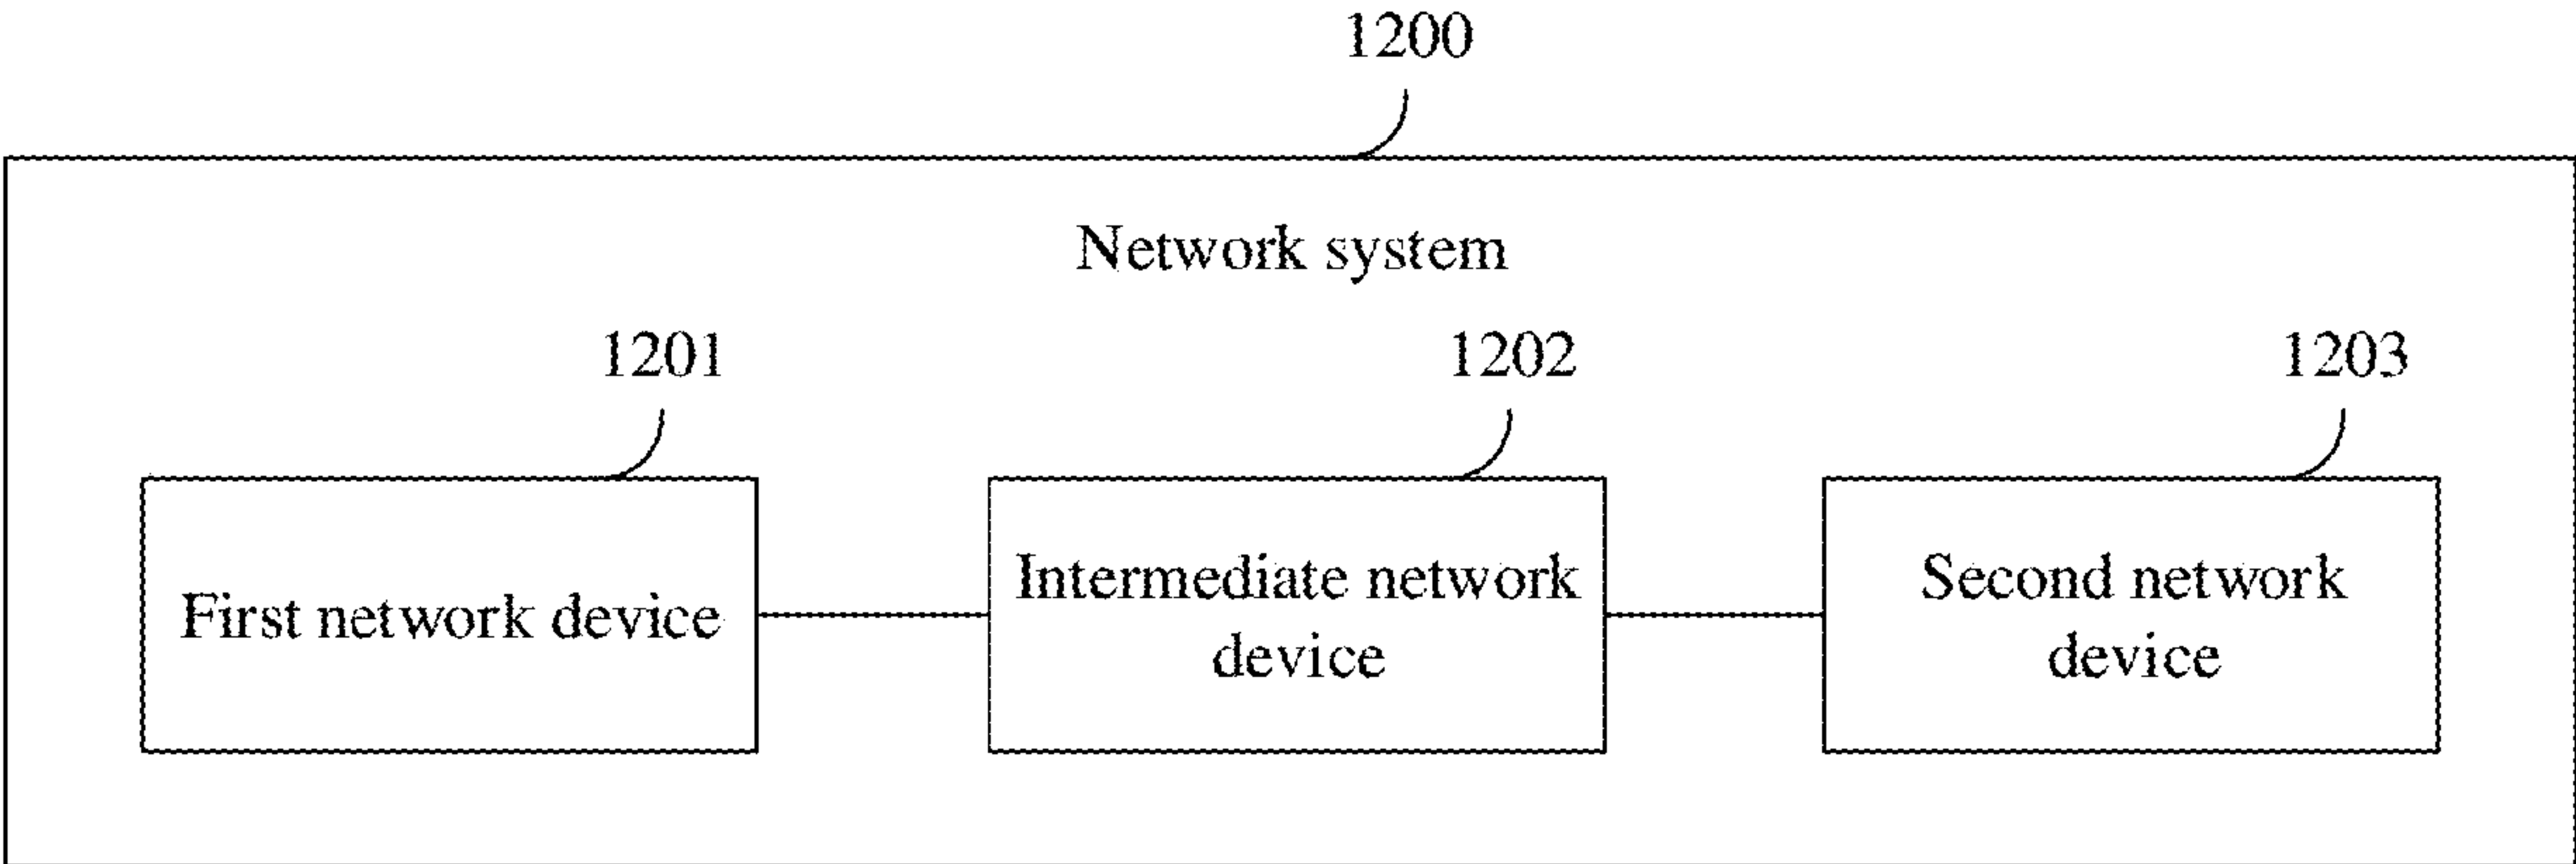 1200
Network system
1201
1202
1203
First network device
Intermediate network
device
Second network
device